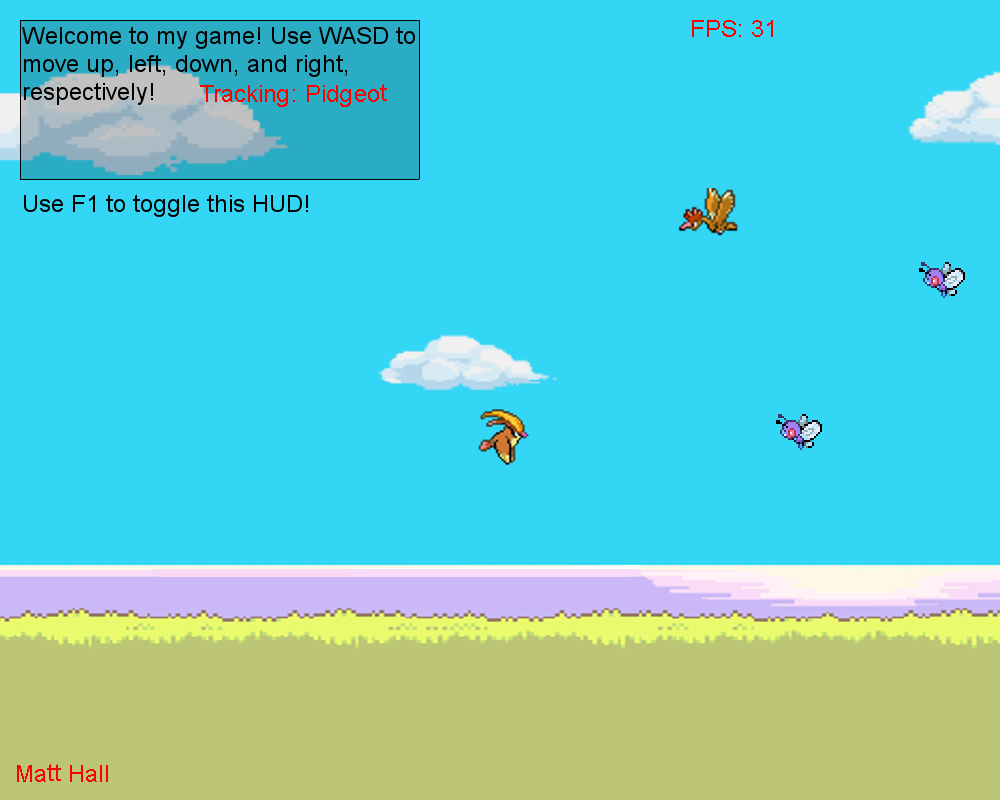 Welcome to my game! Use WASD to
move up, left, down, and right,
respectively!
Tracking: Pidgeot
Use F1 to toggle this HUD!
FPS: 31
Matt Hall